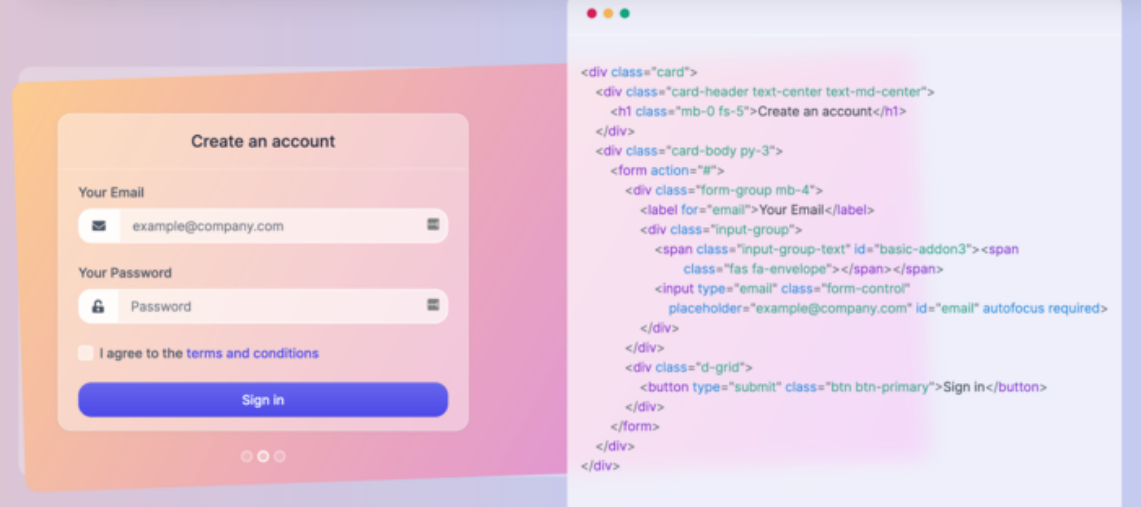 Create an account
Your Email
example@company.com
Your Password
Password
I agree to the terms and conditions
Sign in
<div class="card">
<div class="card-header text-center text-md-center">
<h1 class="mb-0 fs-5">Create an account</h1>
</div>
<div class="card-body py-3">
<form action="#">
<div class="form-group mb-4">
<label for="email">Your Email</label>
<div class="input-group">
<span class="input-group-text" id="basic-addon3"><span
class="fas fa-envelope"></span></span>
<input type="email" class="form-control"
placeholder="example@company.com" id="email" autofocus required>
</div>
</div>
<div class="d-grid">
<button type="submit" class="btn btn-primary">Sign in</button>
</div>
</form>
</div>
</div>